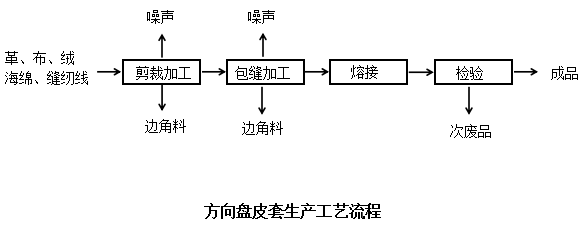 噪声
噪声
革、布、绒
海绵、缝纫线
剪裁加工
包缝加工
熔接
检验
成品
边角料
边角料
次废品
方向盘皮套生产工艺流程